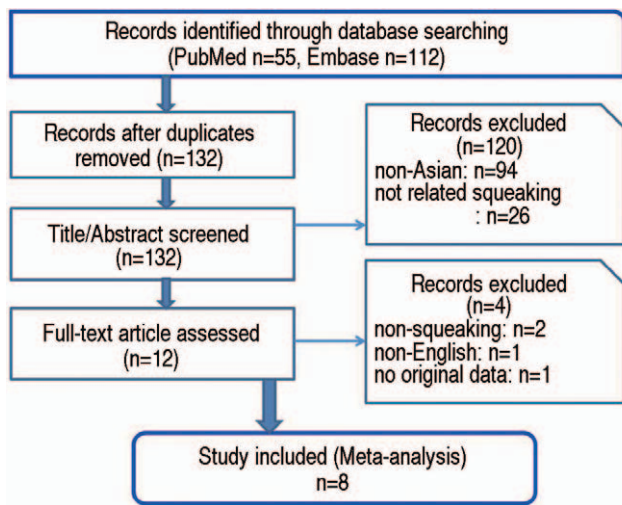 Records identified through database searching
(PubMed n=55, Embase n=112)
Records after duplicates
removed (n=132)
Records excluded
(n=120)
non-Asian: n=94
not related squeaking
: n=26
Title/Abstract screened
(n=132)
Records excluded
(n=4)
non-squeaking: n=2
non-English: n=1
no original data: n=1
Full-text article assessed
(n=12)
Study included (Meta-analysis)
n=8